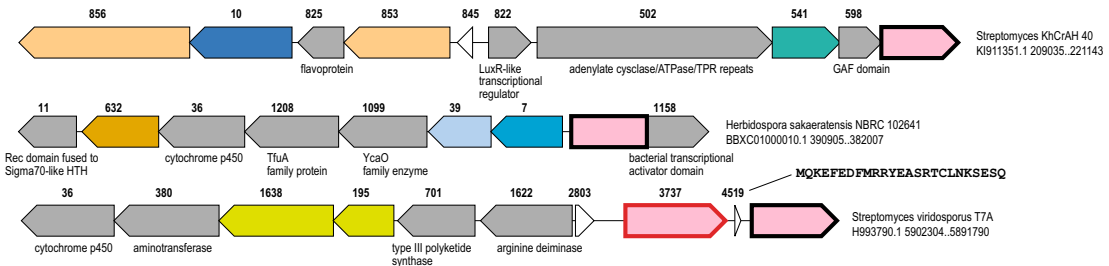 856 10 825 853 845 822 502 541 598
Streptomyces KhCrAH 40
KI911351.1 209035..221143
flavoprotein LuxR-like adenylate cysclase/ATPase/TPR repeats GAF domain
transcriptional
regulator
11 632 36 1208 1099 39 7 1158
Herbidospora sakaeratensis NBRC 102641
BBXC01000010.1 390905..382007
Rec domain fused to cytochrome p450 TfuA YcaO bacterial transcriptional
Sigma70-like HTH family protein family enzyme activator domain
MQKEFEDFMRRYEASRTCLNKSESQ
36 380 1638 195 701 1622 2803 3737 4519
Streptomyces viridosporus T7A
H993790.1 5902304..5891790
cytochrome p450 aminotransferase type III polyketide arginine deiminase
synthase